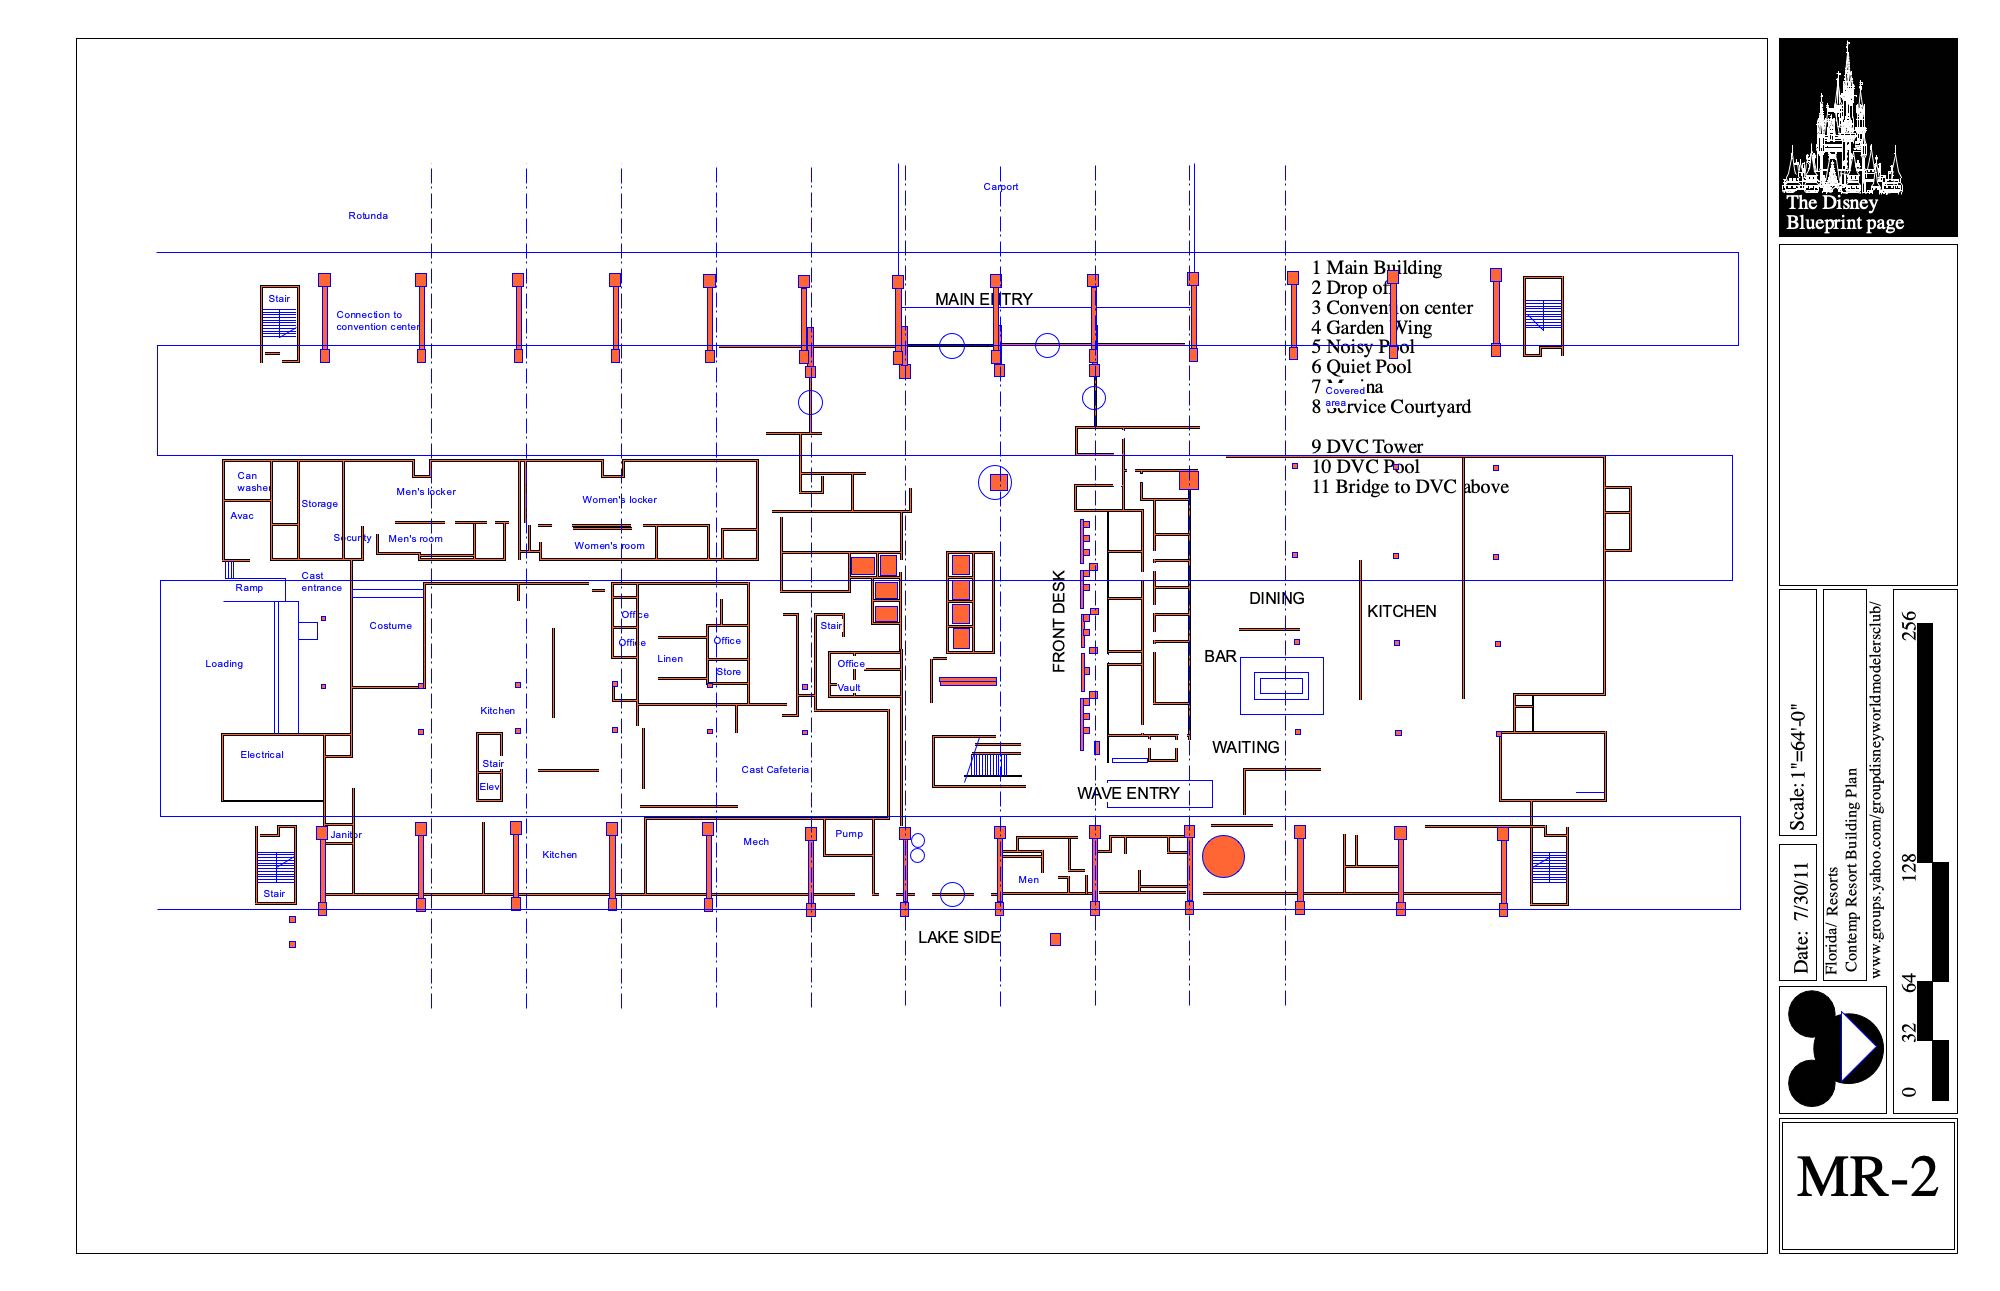 Carport
Rotunda
MAIN ENTRY
Stair
Connection to
convention center
1 Main Building
2 Drop off
3 Convention center
4 Garden Wing
5 Noisy Pool
6 Quiet Pool
7 Marina
8 Service Courtyard
Covered
area
9 DVC Tower
10 DVC Pool
11 Bridge to DVC above
Can
washer
Storage
Men's locker
Women's locker
Avac
Security
Men's room
Women's room
Ramp
Cast
entrance
Costume
Loading
Office
Office
Linen
Office
Store
Stair
Office
Vault
FRONT DESK
DINING
KITCHEN
BAR
Kitchen
WAITING
Electrical
Stair
Elev
Cast Cafeteria
WAVE ENTRY
Janitor
Kitchen
Mech
Pump
Men
Stair
LAKE SIDE
The Disney
Blueprint page
Scale: 1"=64'-0"
Date: 7/30/11
Florida/ Resorts
Contemp Resort Building Plan
www.groups.yahoo.com/groupdisneyworldmodelersclub/
256
128
64
32
0
MR-2